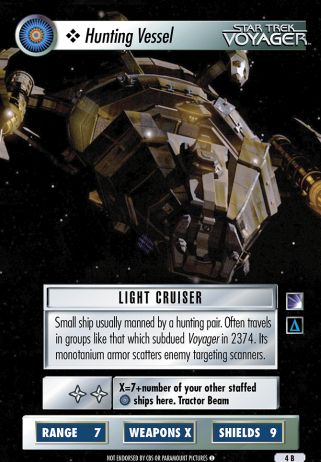 ❖ Hunting Vessel
STAR TREK
VOYAGER
LIGHT CRUISER
Small ship usually manned by a hunting pair. Often travels
in groups like that which subdued Voyager in 2374. Its
monotanium armor scatters enemy targeting scanners.
X=7+number of your other staffed
ships here. Tractor Beam
RANGE 7 WEAPONS X SHIELDS 9
NOT ENDORSED BY CBS OR PARAMOUNT PICTURES
4 B